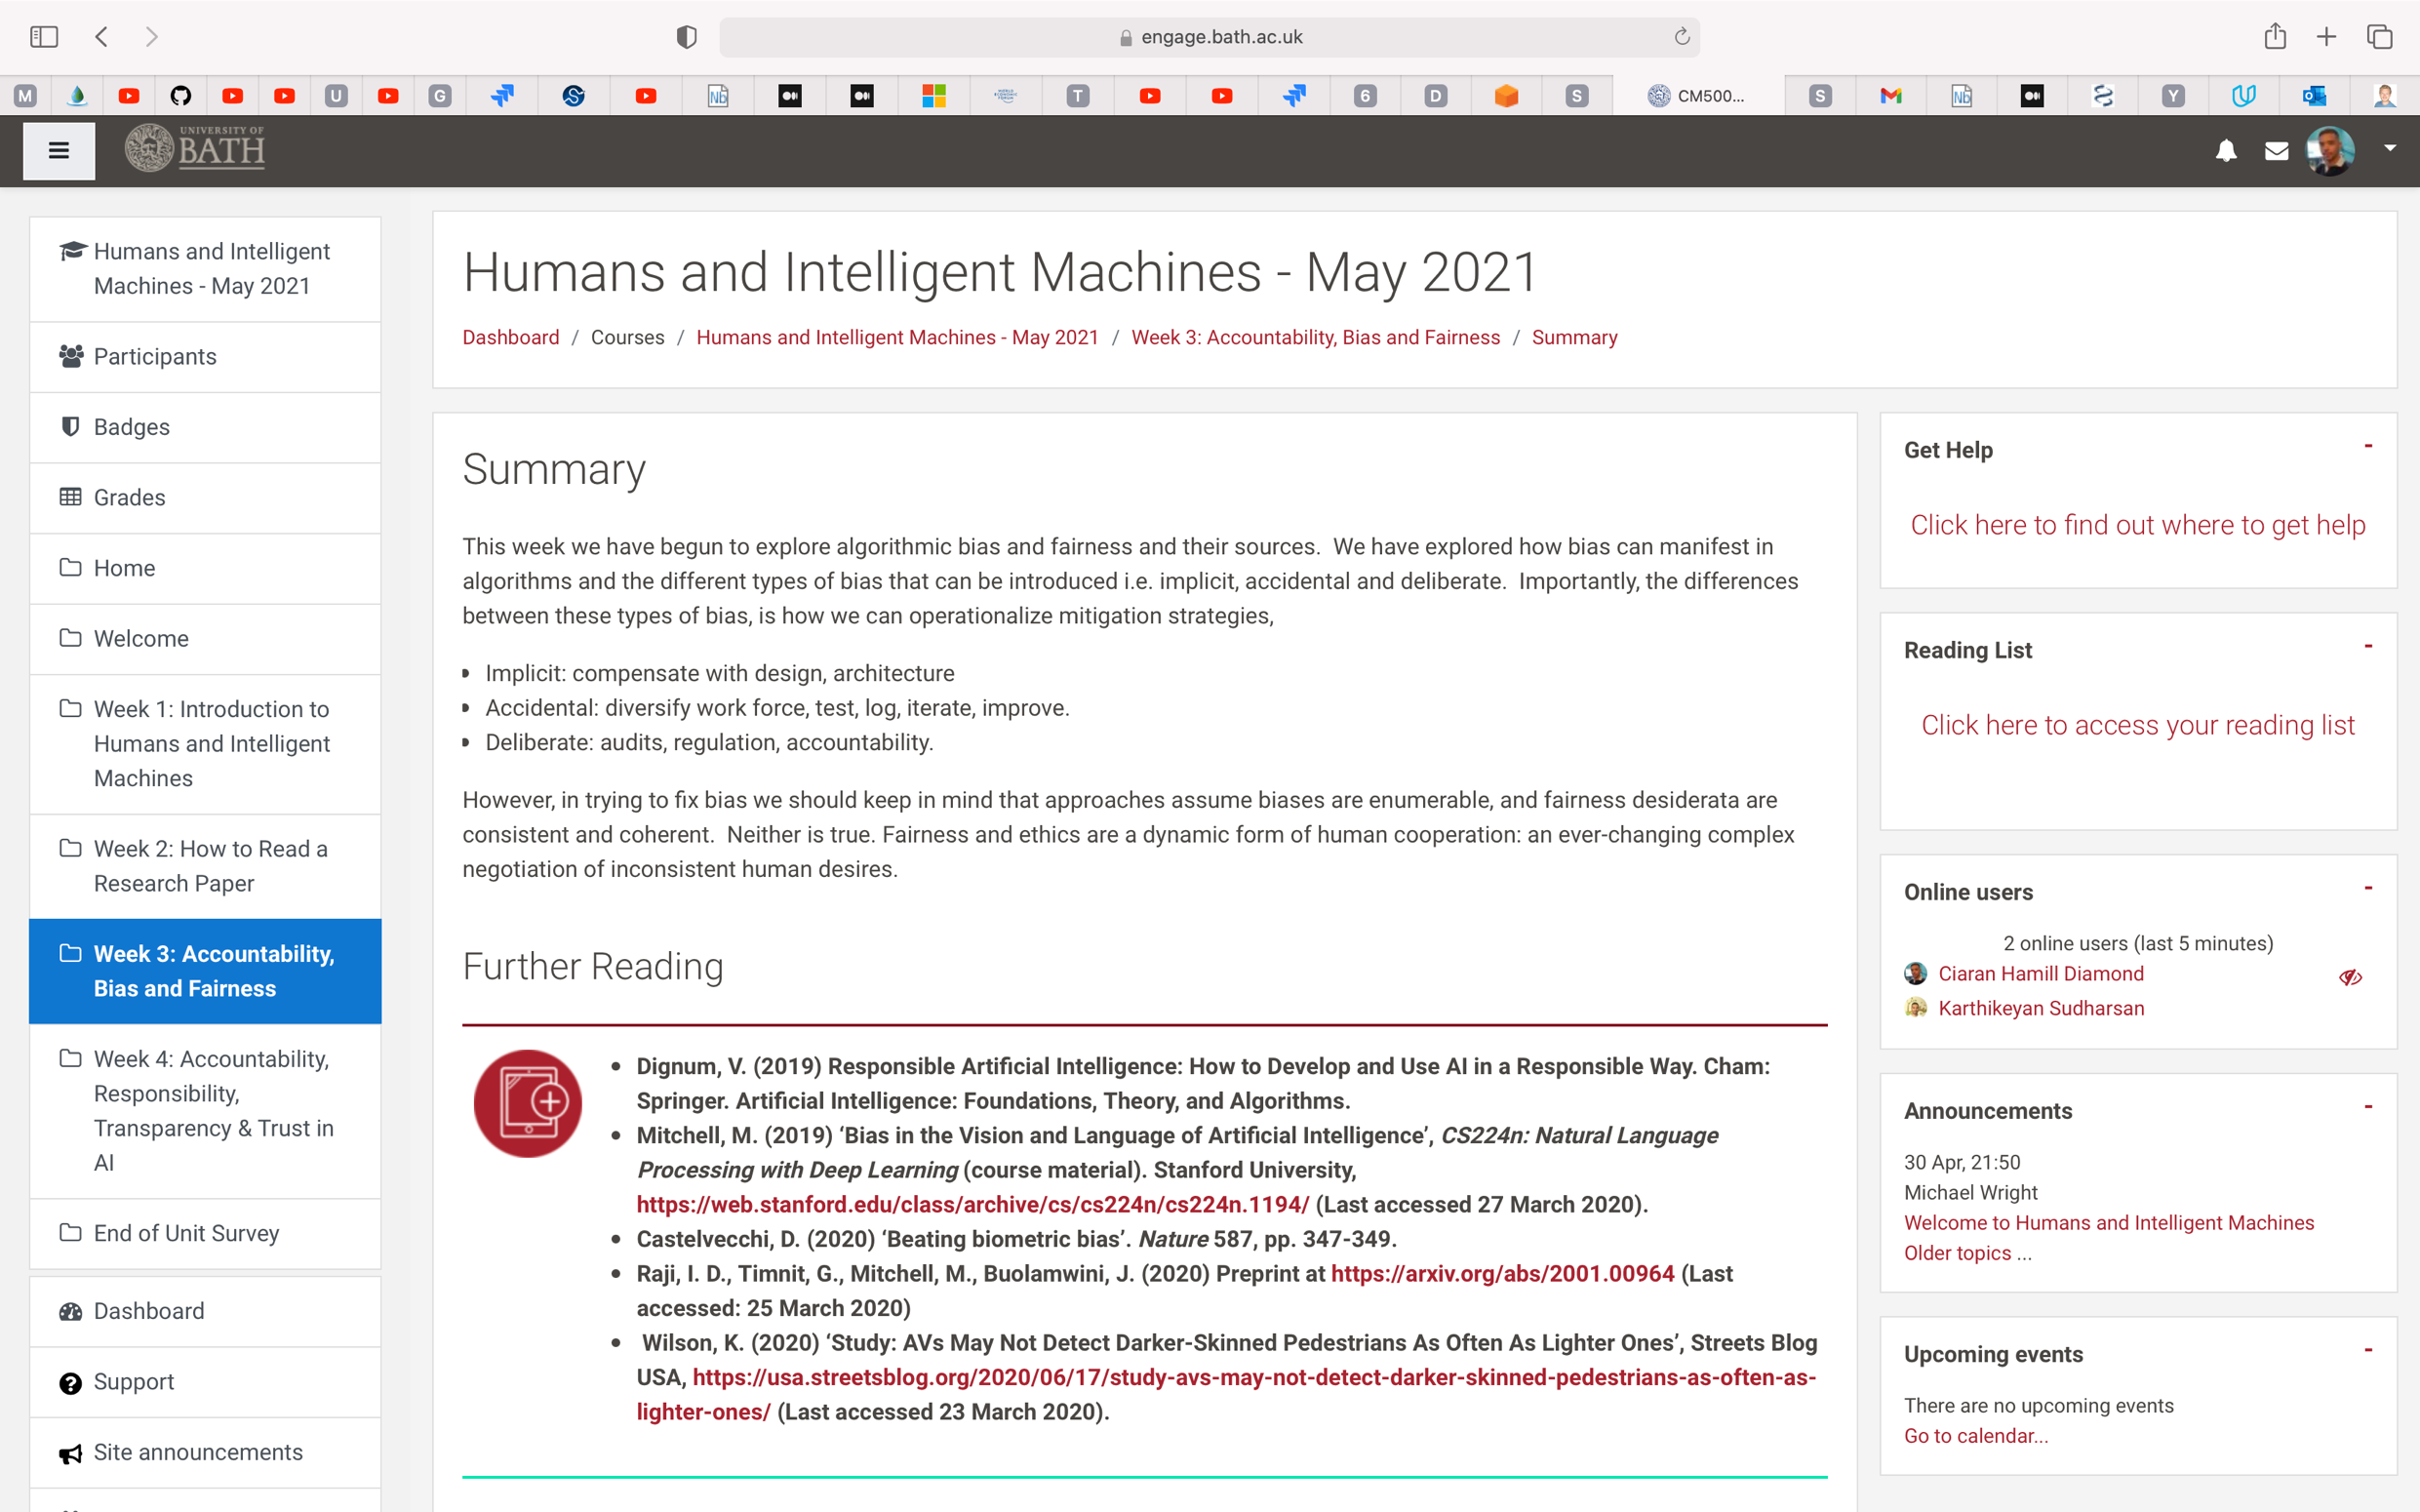 engage.bath.ac.uk
M
U
G
Nb
T
6
D
S
CM500...
S
Nb
Y
UNIVERSITY OF
BATH
Humans and Intelligent
Machines - May 2021
Participants
Badges
Grades
Home
Welcome
Week 1: Introduction to
Humans and Intelligent
Machines
Week 2: How to Read a
Research Paper
Week 3: Accountability,
Bias and Fairness
Week 4: Accountability,
Responsibility,
Transparency & Trust in
AI
End of Unit Survey
Dashboard
Support
Site announcements
Humans and Intelligent Machines - May 2021
Dashboard / Courses / Humans and Intelligent Machines - May 2021 / Week 3: Accountability, Bias and Fairness / Summary
Summary
This week we have begun to explore algorithmic bias and fairness and their sources.  We have explored how bias can manifest in
algorithms and the different types of bias that can be introduced i.e. implicit, accidental and deliberate.  Importantly, the differences
between these types of bias, is how we can operationalize mitigation strategies,
• Implicit: compensate with design, architecture
• Accidental: diversify work force, test, log, iterate, improve.
• Deliberate: audits, regulation, accountability.
However, in trying to fix bias we should keep in mind that approaches assume biases are enumerable, and fairness desiderata are
consistent and coherent.  Neither is true. Fairness and ethics are a dynamic form of human cooperation: an ever-changing complex
negotiation of inconsistent human desires.
Further Reading
• Dignum, V. (2019) Responsible Artificial Intelligence: How to Develop and Use AI in a Responsible Way. Cham:
Springer. Artificial Intelligence: Foundations, Theory, and Algorithms.
• Mitchell, M. (2019) ‘Bias in the Vision and Language of Artificial Intelligence’, CS224n: Natural Language
Processing with Deep Learning (course material). Stanford University,
https://web.stanford.edu/class/archive/cs/cs224n/cs224n.1194/ (Last accessed 27 March 2020).
• Castelvecchi, D. (2020) ‘Beating biometric bias’. Nature 587, pp. 347-349.
• Raji, I. D., Timnit, G., Mitchell, M., Buolamwini, J. (2020) Preprint at https://arxiv.org/abs/2001.00964 (Last
accessed: 25 March 2020)
• Wilson, K. (2020) ‘Study: AVs May Not Detect Darker-Skinned Pedestrians As Often As Lighter Ones’, Streets Blog
USA, https://usa.streetsblog.org/2020/06/17/study-avs-may-not-detect-darker-skinned-pedestrians-as-often-as-
lighter-ones/ (Last accessed 23 March 2020).
Get Help
Click here to find out where to get help
Reading List
Click here to access your reading list
Online users
2 online users (last 5 minutes)
Ciaran Hamill Diamond
Karthikeyan Sudharsan
Announcements
30 Apr, 21:50
Michael Wright
Welcome to Humans and Intelligent Machines
Older topics ...
Upcoming events
There are no upcoming events
Go to calendar...